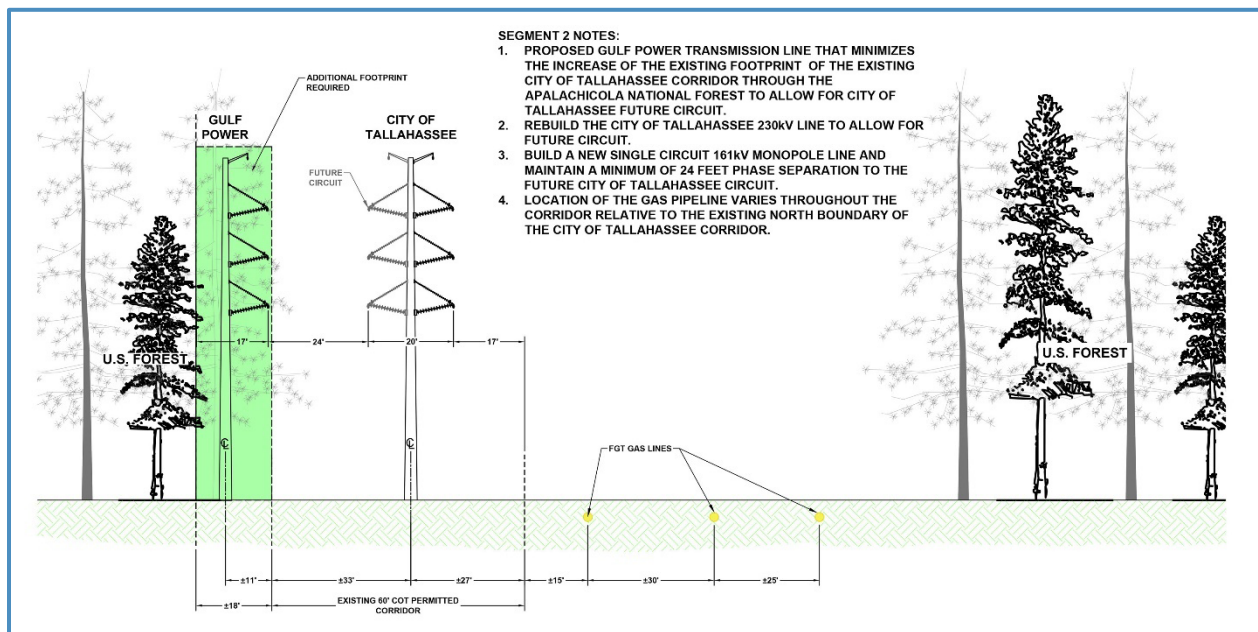 SEGMENT 2 NOTES:
1. PROPOSED GULF POWER TRANSMISSION LINE THAT MINIMIZES
THE INCREASE OF THE EXISTING FOOTPRINT OF THE EXISTING
CITY OF TALLAHASSEE CORRIDOR THROUGH THE
APALACHICOLA NATIONAL FOREST TO ALLOW FOR CITY OF
TALLAHASSEE FUTURE CIRCUIT.
2. REBUILD THE CITY OF TALLAHASSEE 230kV LINE TO ALLOW FOR
FUTURE CIRCUIT.
3. BUILD A NEW SINGLE CIRCUIT 161kV MONOPOLE LINE AND
MAINTAIN A MINIMUM OF 24 FEET PHASE SEPARATION TO THE
FUTURE CITY OF TALLAHASSEE CIRCUIT.
4. LOCATION OF THE GAS PIPELINE VARIES THROUGHOUT THE
CORRIDOR RELATIVE TO THE EXISTING NORTH BOUNDARY OF
THE CITY OF TALLAHASSEE CORRIDOR.
ADDITIONAL FOOTPRINT
REQUIRED
GULF
POWER
CITY OF
TALLAHASSEE
FUTURE
CIRCUIT
17' 24' 20' 17'
U.S. FOREST
U.S. FOREST
CL
CL
FGT GAS LINES
±11' ±33' ±27' ±15' ±30' ±25'
±18'
EXISTING 60' COT PERMITTED
CORRIDOR